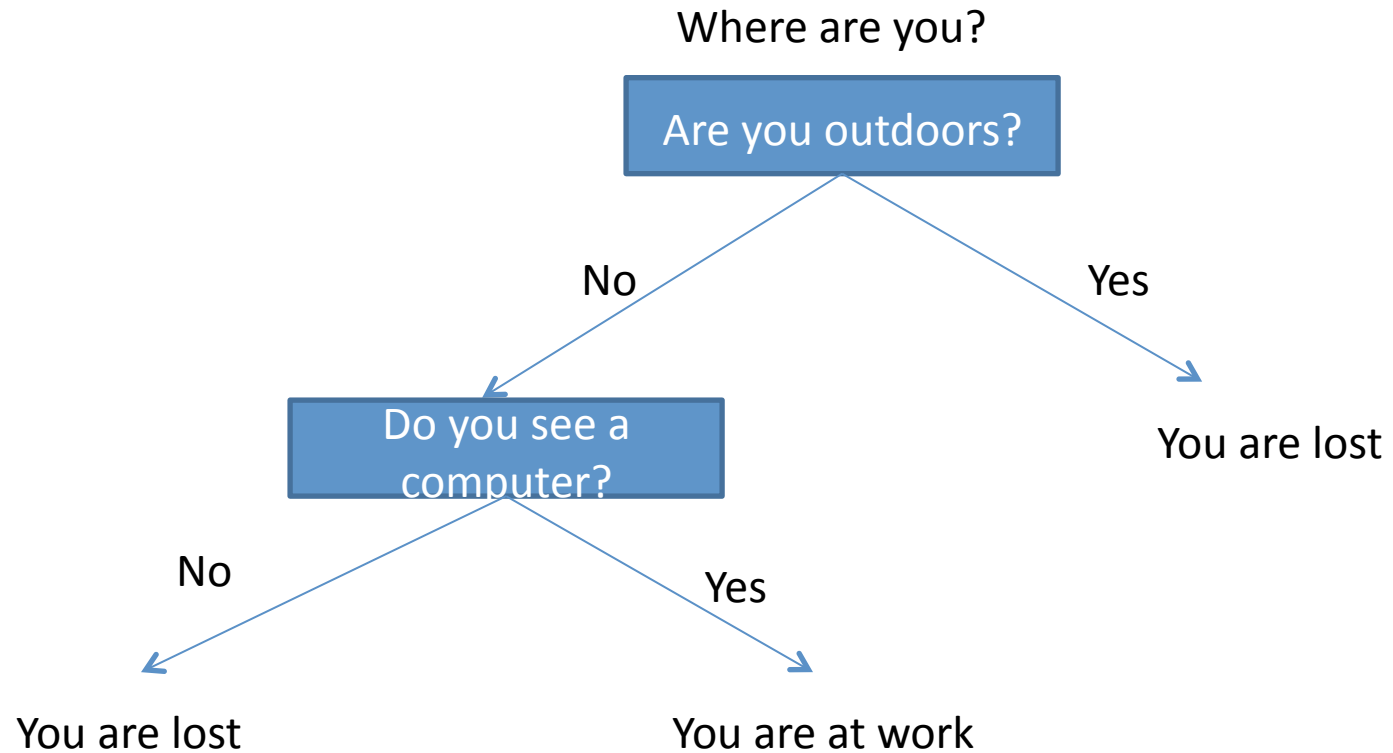 Where are you?
Are you outdoors?
No
Yes
Do you see a
computer?
You are lost
No
Yes
You are lost
You are at work